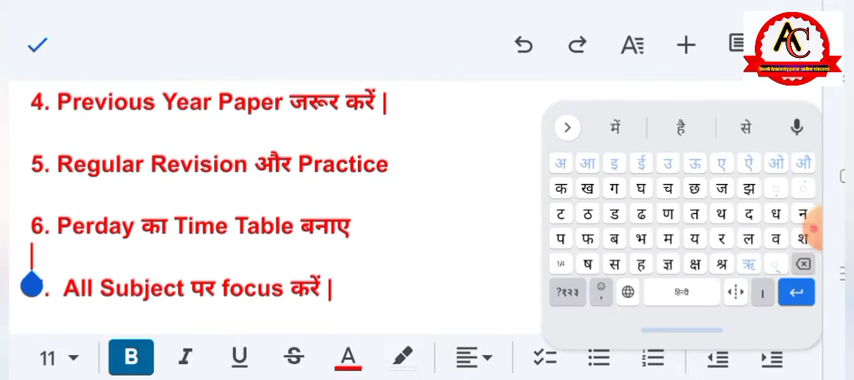 4. Previous Year Paper जरूर करें |
5. Regular Revision और Practice
6. Perday का Time Table बनाए
. All Subject पर focus करें |
11
B I U S A
AC
में है से
अ आ इ ई उ ऊ ए ऐ ओ औ
क ख ग घ च छ ज झ
ट ठ ड ढ ण त थ द ध न
प फ ब भ म य र ल व श
ष स ह ज्ञ क्ष श्र ऋ
?१२३ हिन्दी ।